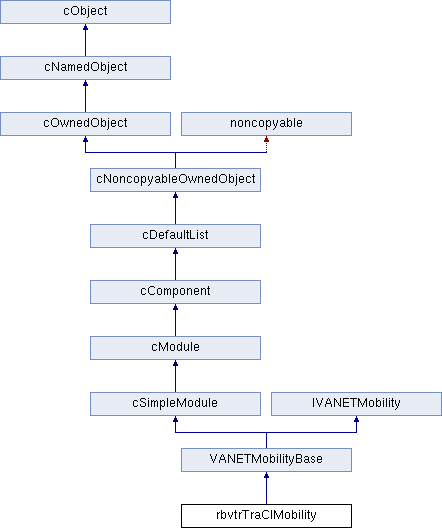 cObject
cNamedObject
cOwnedObject
noncopyable
cNoncopyableOwnedObject
cDefaultList
cComponent
cModule
cSimpleModule
IVANETMobility
VANETMobilityBase
rbvtrTraCIMobility